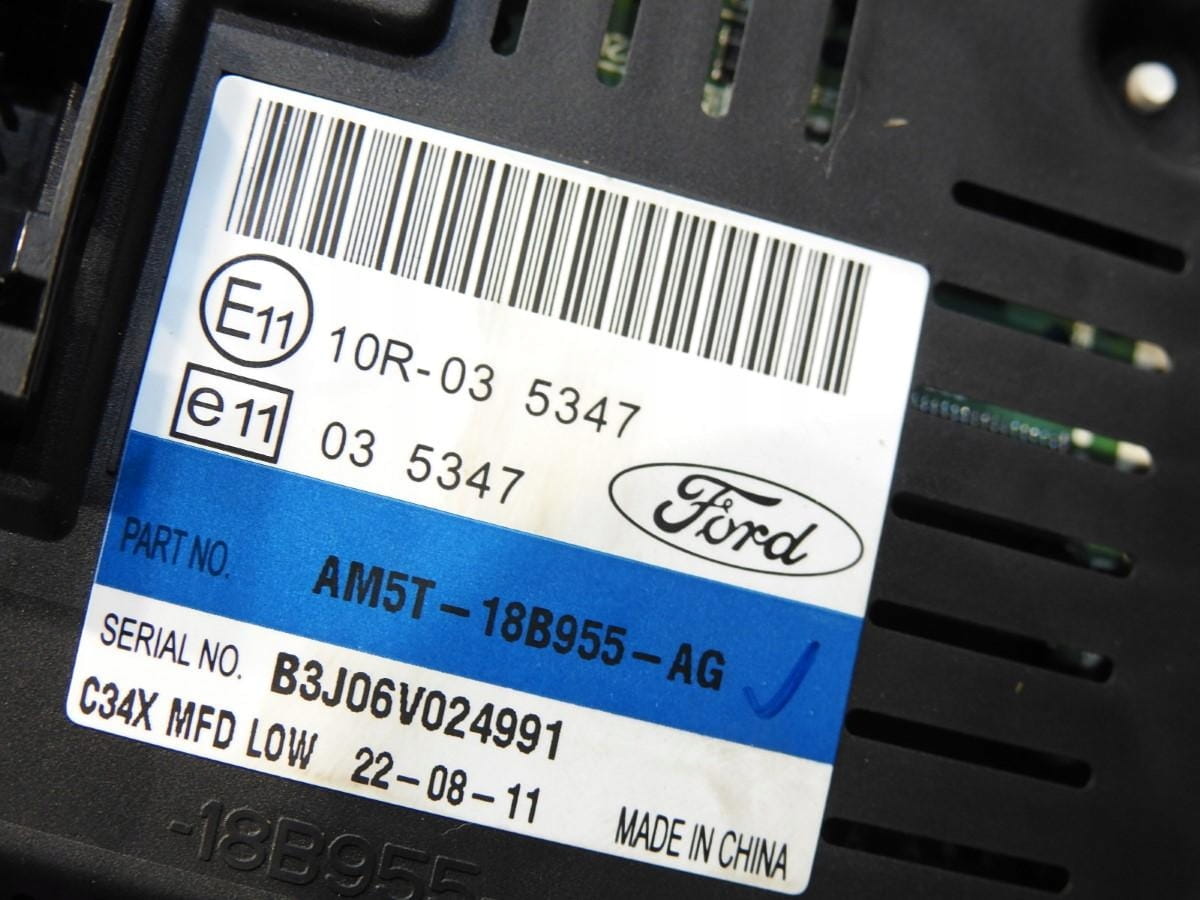 E11 10R-03 5347
e11 03 5347
Ford
PART NO. AM5T-18B955-AG
SERIAL NO. B3J06V024991
C34X MFD LOW 22-08-11
MADE IN CHINA
-18B955